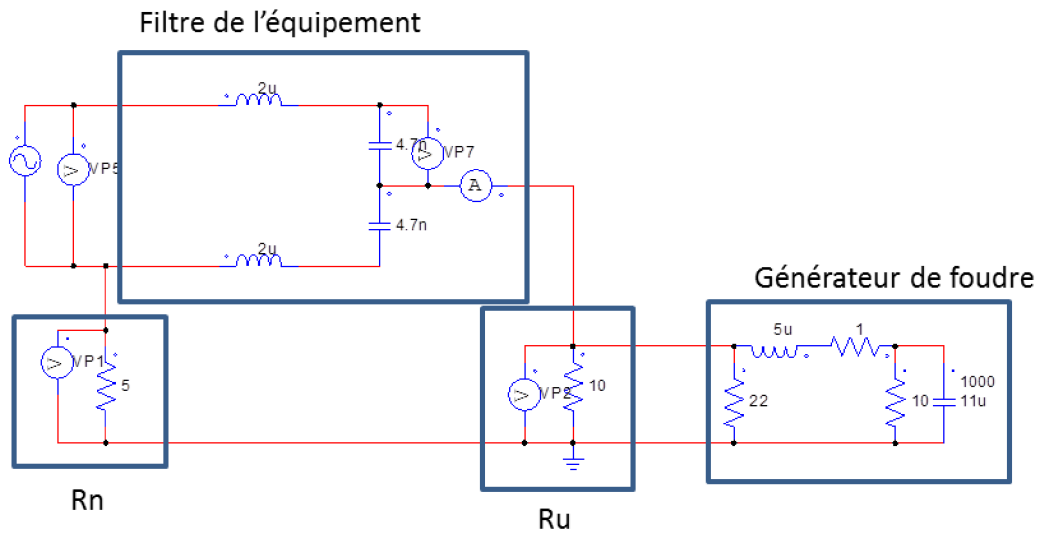 Filtre de l'équipement
2u
4.7n
VP7
VP5
A
4.7n
2u
Générateur de foudre
5u
1
VP1
5
VP2
10
22
10
1000
11u
Rn
Ru